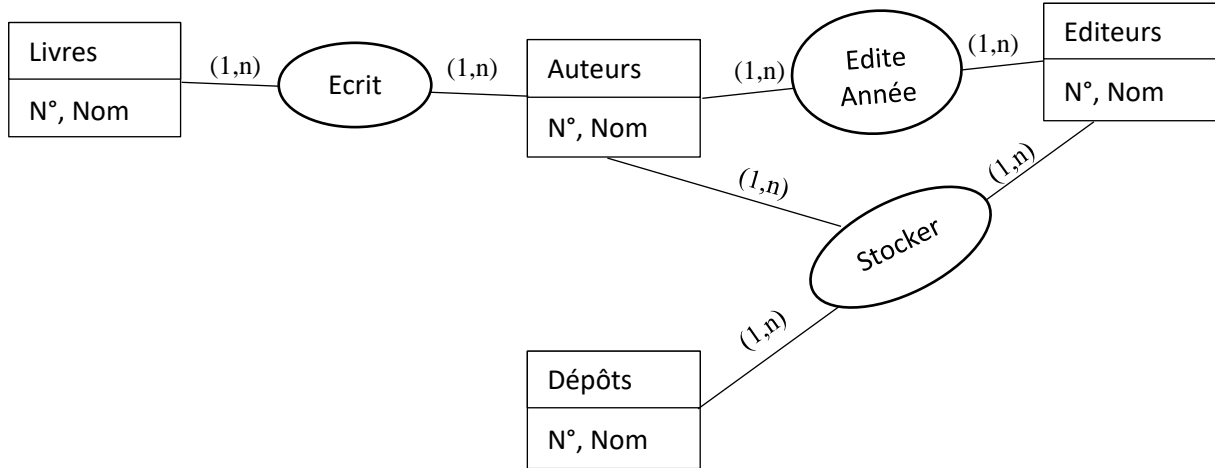 Livres
N°, Nom
(1,n)
Ecrit
(1,n)
Auteurs
N°, Nom
(1,n)
Edite
Année
(1,n)
Editeurs
N°, Nom
(1,n)
(1,n)
Stocker
(1,n)
Dépôts
N°, Nom